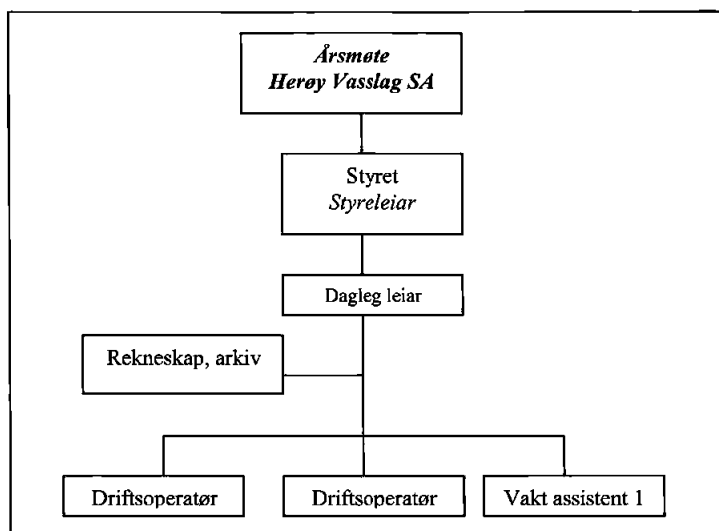 Årsmøte
Herøy Vasslag SA
Styret
Styreleiar
Dagleg leiar
Rekneskap, arkiv
Driftsoperatør
Driftsoperatør
Vakt assistent 1